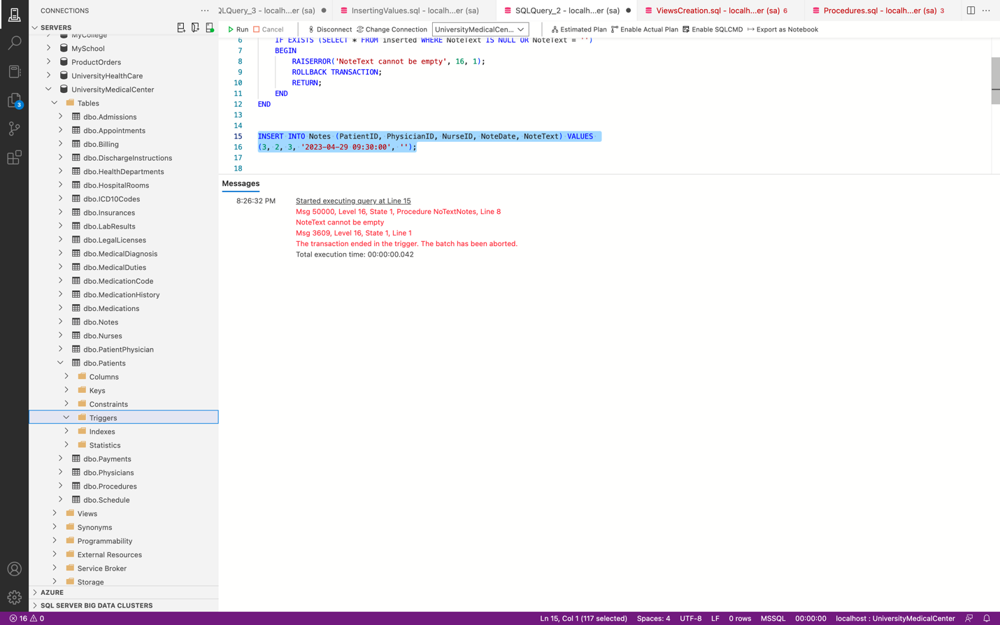 CONNECTIONS
SERVERS
MyCollege
MySchool
ProductOrders
UniversityHealthCare
UniversityMedicalCenter
Tables
dbo.Admissions
dbo.Appointments
dbo.Billing
dbo.DischargeInstructions
dbo.HealthDepartments
dbo.HospitalRooms
dbo.ICD10Codes
dbo.Insurances
dbo.LabResults
dbo.LegalLicenses
dbo.MedicalDiagnosis
dbo.MedicalDuties
dbo.MedicationCode
dbo.MedicationHistory
dbo.Medications
dbo.Notes
dbo.Nurses
dbo.PatientPhysician
dbo.Patients
Columns
Keys
Constraints
Triggers
Indexes
Statistics
dbo.Payments
dbo.Physicians
dbo.Procedures
dbo.Schedule
Views
Synonyms
Programmability
External Resources
Service Broker
Storage
AZURE
SQL SERVER BIG DATA CLUSTERS
3
QLQuery_3 - localh...er (sa) InsertingValues.sql - localh...er (sa) SQLQuery_2 - localh...er (sa) ViewsCreation.sql - localh...er (sa) 6 Procedures.sql - localh...er (sa) 3
Run Cancel Disconnect Change Connection UniversityMedicalCen... Estimated Plan Enable Actual Plan Enable SQLCMD Export as Notebook
6 IF EXISTS (SELECT * FROM inserted WHERE NoteText IS NULL OR NoteText = '')
7 BEGIN
8 RAISERROR('NoteText cannot be empty', 16, 1);
9 ROLLBACK TRANSACTION;
10 RETURN;
11 END
12 END
13
14
15 INSERT INTO Notes (PatientID, PhysicianID, NurseID, NoteDate, NoteText) VALUES
16 (3, 2, 3, '2023-04-29 09:30:00', '');
17
18
Messages
8:26:32 PM Started executing query at Line 15
Msg 50000, Level 16, State 1, Procedure NoTextNotes, Line 8
NoteText cannot be empty
Msg 3609, Level 16, State 1, Line 1
The transaction ended in the trigger. The batch has been aborted.
Total execution time: 00:00:00.042
16 0 Ln 15, Col 1 (117 selected) Spaces: 4 UTF-8 LF 0 rows MSSQL 00:00:00 localhost : UniversityMedicalCenter